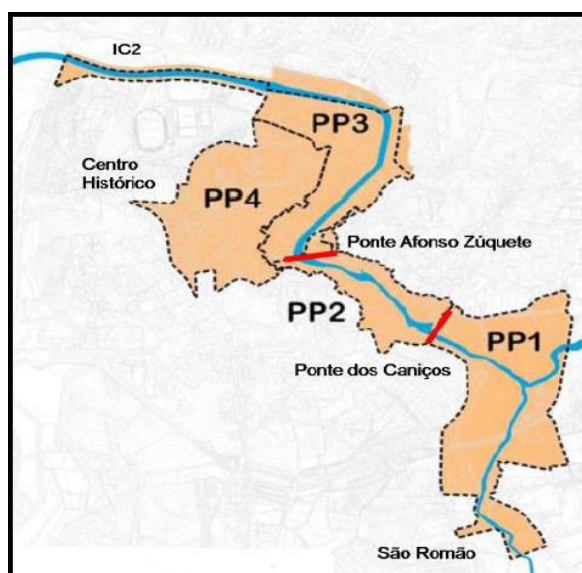 IC2
PP3
Centro
Histórico
PP4
Ponte Afonso Zúquete
PP2
PP1
Ponte dos Caniços
São Romão